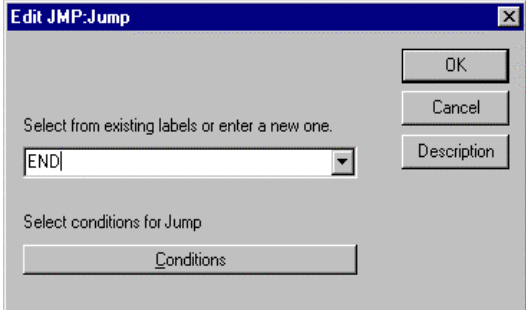 Edit JMP:Jump
OK
Cancel
Select from existing labels or enter a new one.
END
Description
Select conditions for Jump
Conditions